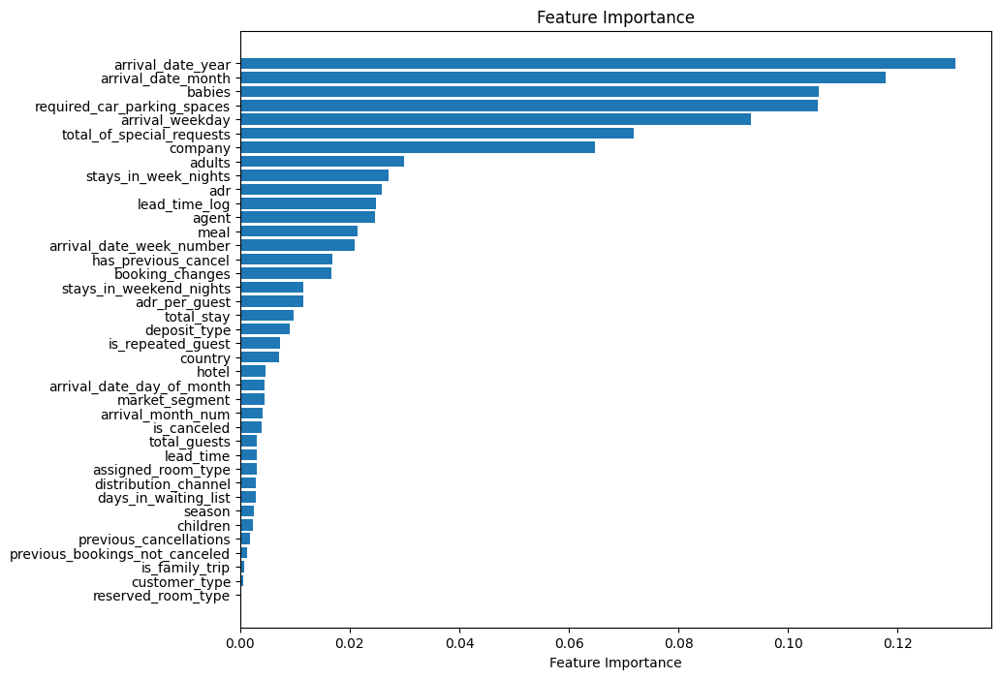 Feature Importance
arrival_date_year
arrival_date_month
babies
required_car_parking_spaces
arrival_weekday
total_of_special_requests
company
adults
stays_in_week_nights
adr
lead_time_log
agent
meal
arrival_date_week_number
has_previous_cancel
booking_changes
stays_in_weekend_nights
adr_per_guest
total_stay
deposit_type
is_repeated_guest
country
hotel
arrival_date_day_of_month
market_segment
arrival_month_num
is_canceled
total_guests
lead_time
assigned_room_type
distribution_channel
days_in_waiting_list
season
children
previous_cancellations
previous_bookings_not_canceled
is_family_trip
customer_type
reserved_room_type
0.00 0.02 0.04 0.06 0.08 0.10 0.12
Feature Importance